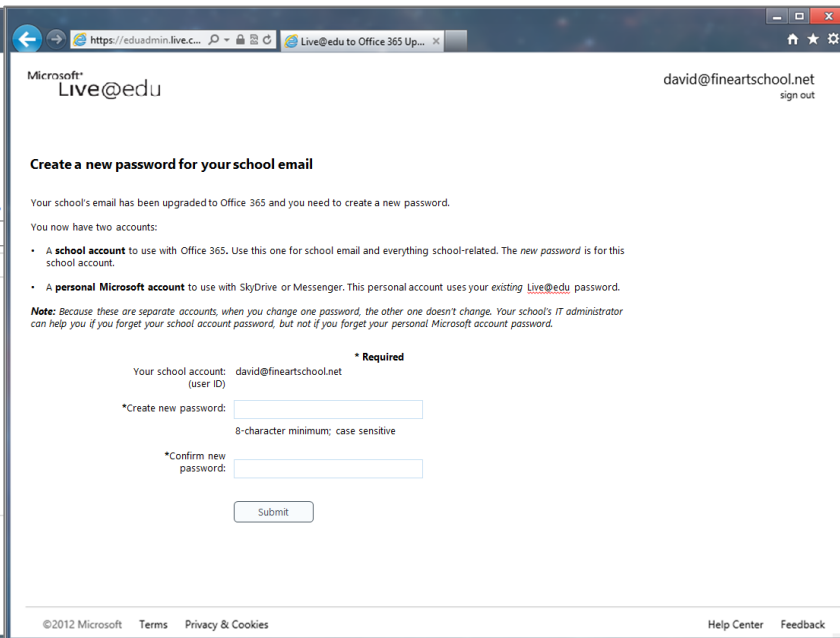 https://eduadmin.live.c...
Live@edu to Office 365 Up...
Microsoft®
Live@edu
david@fineartschool.net
sign out
Create a new password for your school email
Your school's email has been upgraded to Office 365 and you need to create a new password.
You now have two accounts:
• A school account to use with Office 365. Use this one for school email and everything school-related. The new password is for this
school account.
• A personal Microsoft account to use with SkyDrive or Messenger. This personal account uses your existing Live@edu password.
Note: Because these are separate accounts, when you change one password, the other one doesn't change. Your school's IT administrator
can help you if you forget your school account password, but not if you forget your personal Microsoft account password.
* Required
Your school account: david@fineartschool.net
(user ID)
*Create new password:
8-character minimum; case sensitive
*Confirm new
password:
Submit
©2012 Microsoft Terms Privacy & Cookies Help Center Feedback